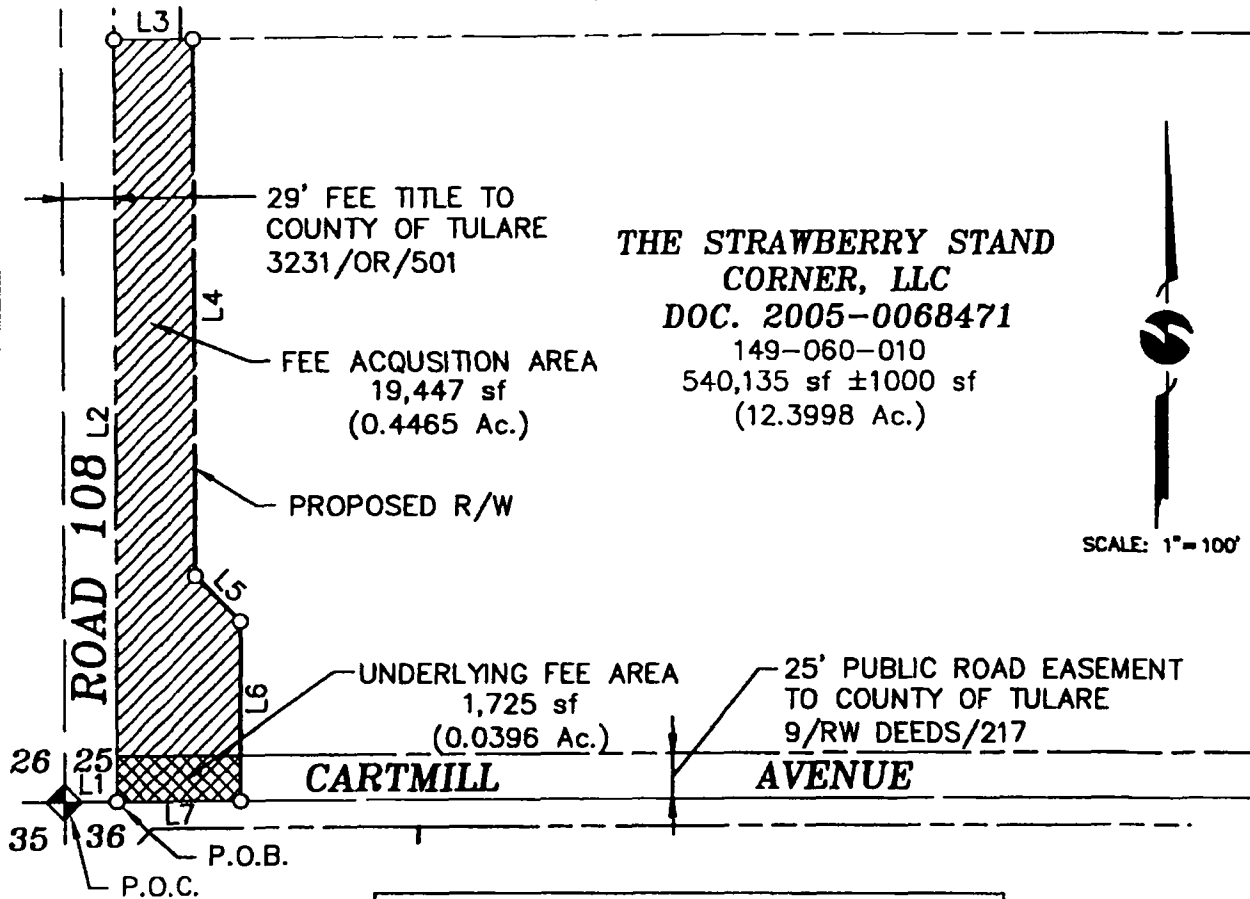 L3
29' FEE TITLE TO
COUNTY OF TULARE
3231/OR/501
THE STRAWBERRY STAND
CORNER, LLC
DOC. 2005-0068471
149-060-010
540,135 sf ±1000 sf
(12.3998 Ac.)
L4
FEE ACQUSITION AREA
19,447 sf
(0.4465 Ac.)
L2
ROAD 108
PROPOSED R/W
SCALE: 1"=100'
L5
L6
UNDERLYING FEE AREA
1,725 sf
(0.0396 Ac.)
25' PUBLIC ROAD EASEMENT
TO COUNTY OF TULARE
9/RW DEEDS/217
26 25
L1
CARTMILL AVENUE
L7
35 36
P.O.B.
P.O.C.